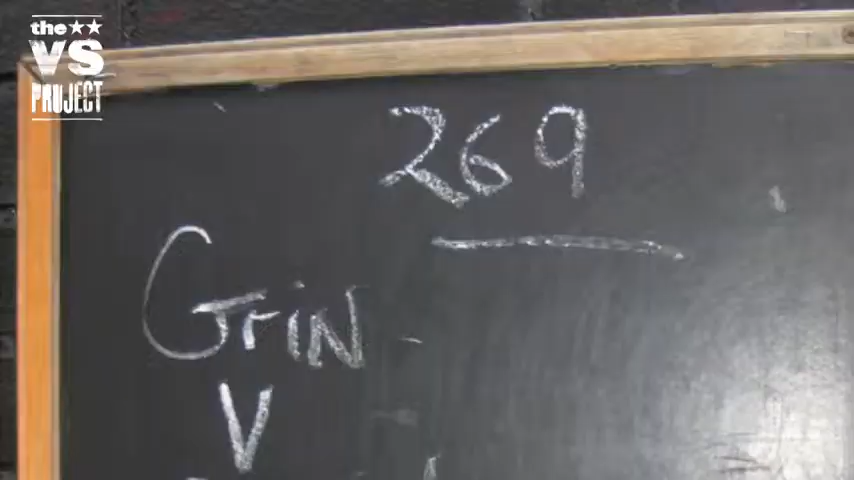 the
VS
PROJECT
269
GriN
V